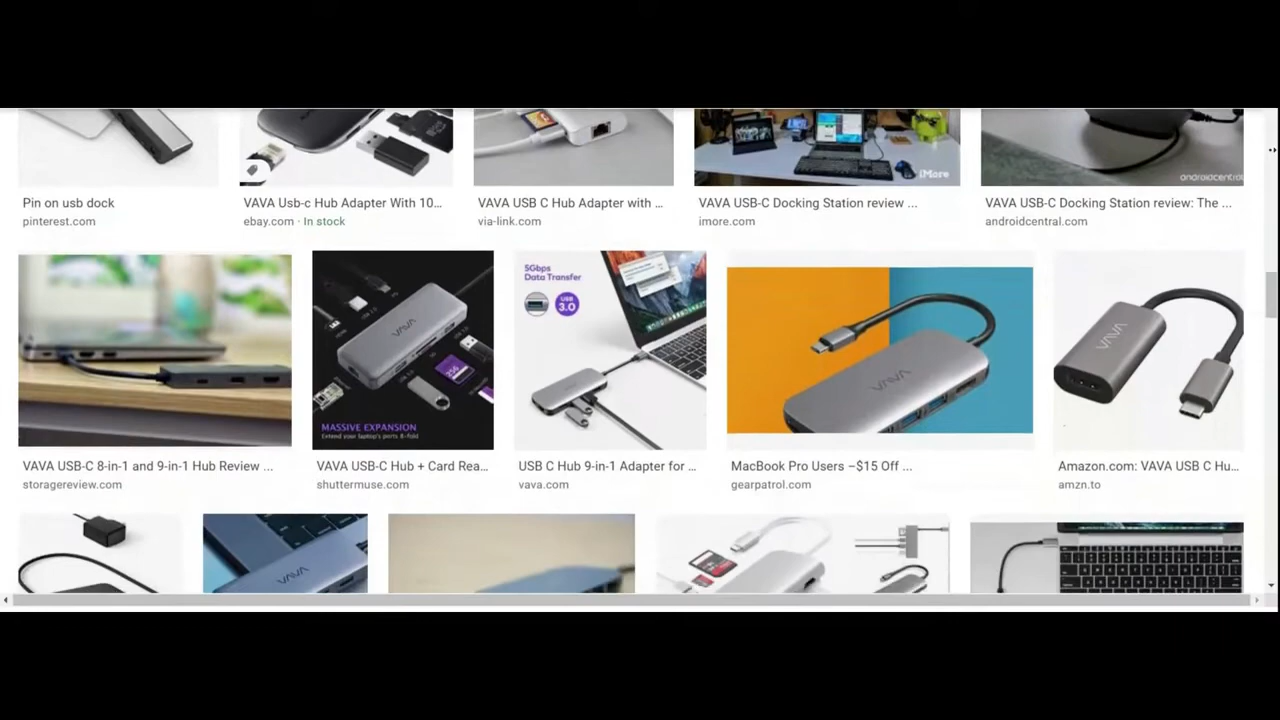 iMore
androidcentral
Pin on usb dock
pinterest.com
VAVA Usb-c Hub Adapter With 10...
ebay.com · In stock
VAVA USB C Hub Adapter with ...
via-link.com
VAVA USB-C Docking Station review ...
imore.com
VAVA USB-C Docking Station review: The ...
androidcentral.com
5Gbps
Data Transfer
USB
3.0
VAVA
256
MASSIVE EXPANSION
Extend your laptop's ports 8-fold
VAVA
VAVA
VAVA USB-C 8-in-1 and 9-in-1 Hub Review ...
storagereview.com
VAVA USB-C Hub + Card Rea...
shuttermuse.com
USB C Hub 9-in-1 Adapter for ...
vava.com
MacBook Pro Users –$15 Off ...
gearpatrol.com
Amazon.com: VAVA USB C Hu...
amzn.to
VAVA